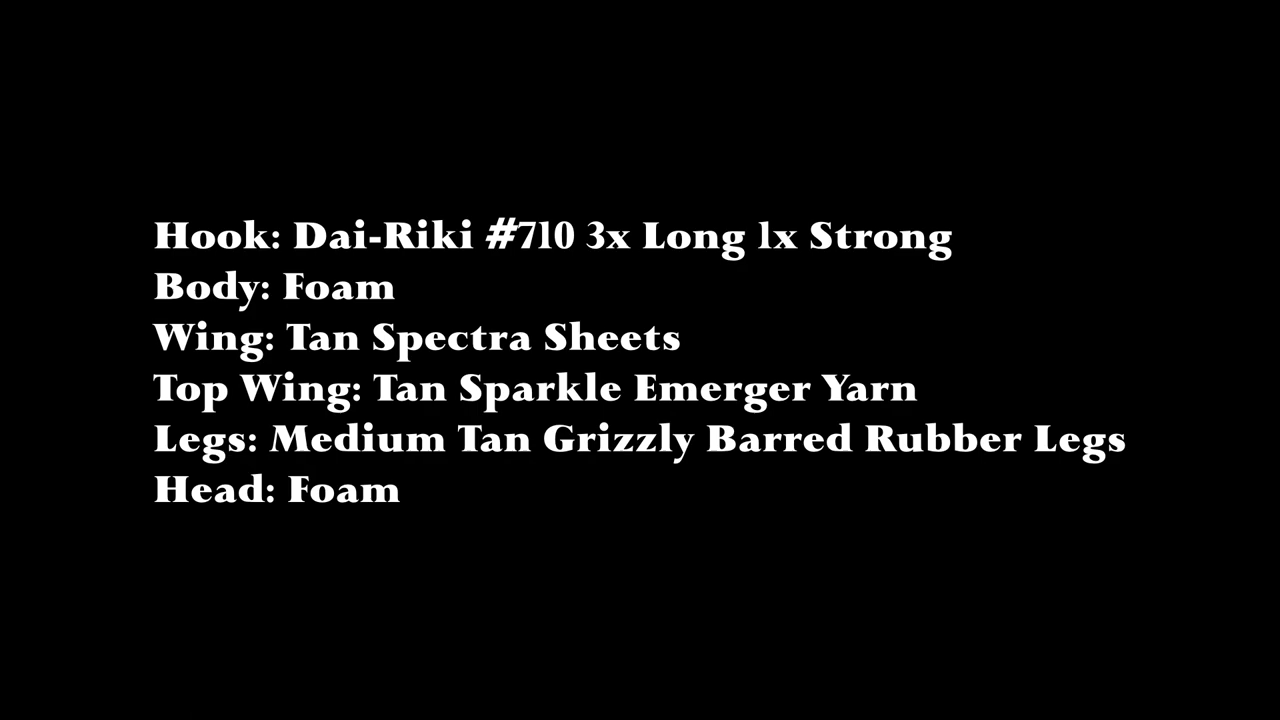 Hook: Dai-Riki #710 3x Long 1x Strong
Body: Foam
Wing: Tan Spectra Sheets
Top Wing: Tan Sparkle Emerger Yarn
Legs: Medium Tan Grizzly Barred Rubber Legs
Head: Foam